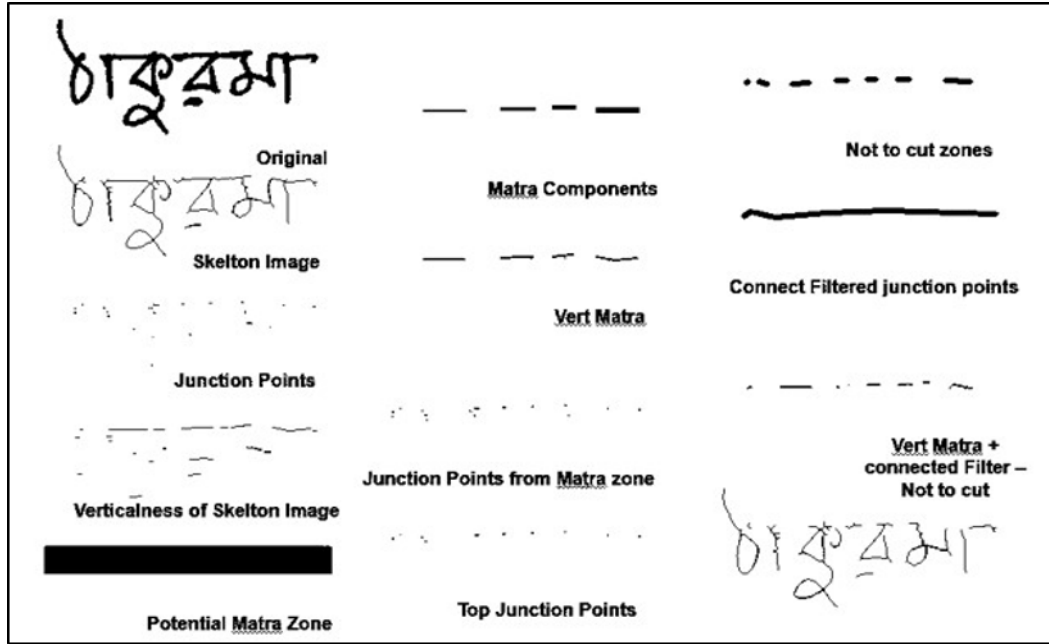 ঠাকুরমা
Original
Skelton Image
Junction Points
Verticalness of Skelton Image
Potential Matra Zone
Matra Components
Vert Matra
Junction Points from Matra zone
Top Junction Points
Not to cut zones
Connect Filtered junction points
Vert Matra +
connected Filter –
Not to cut
ঠাকুরমা